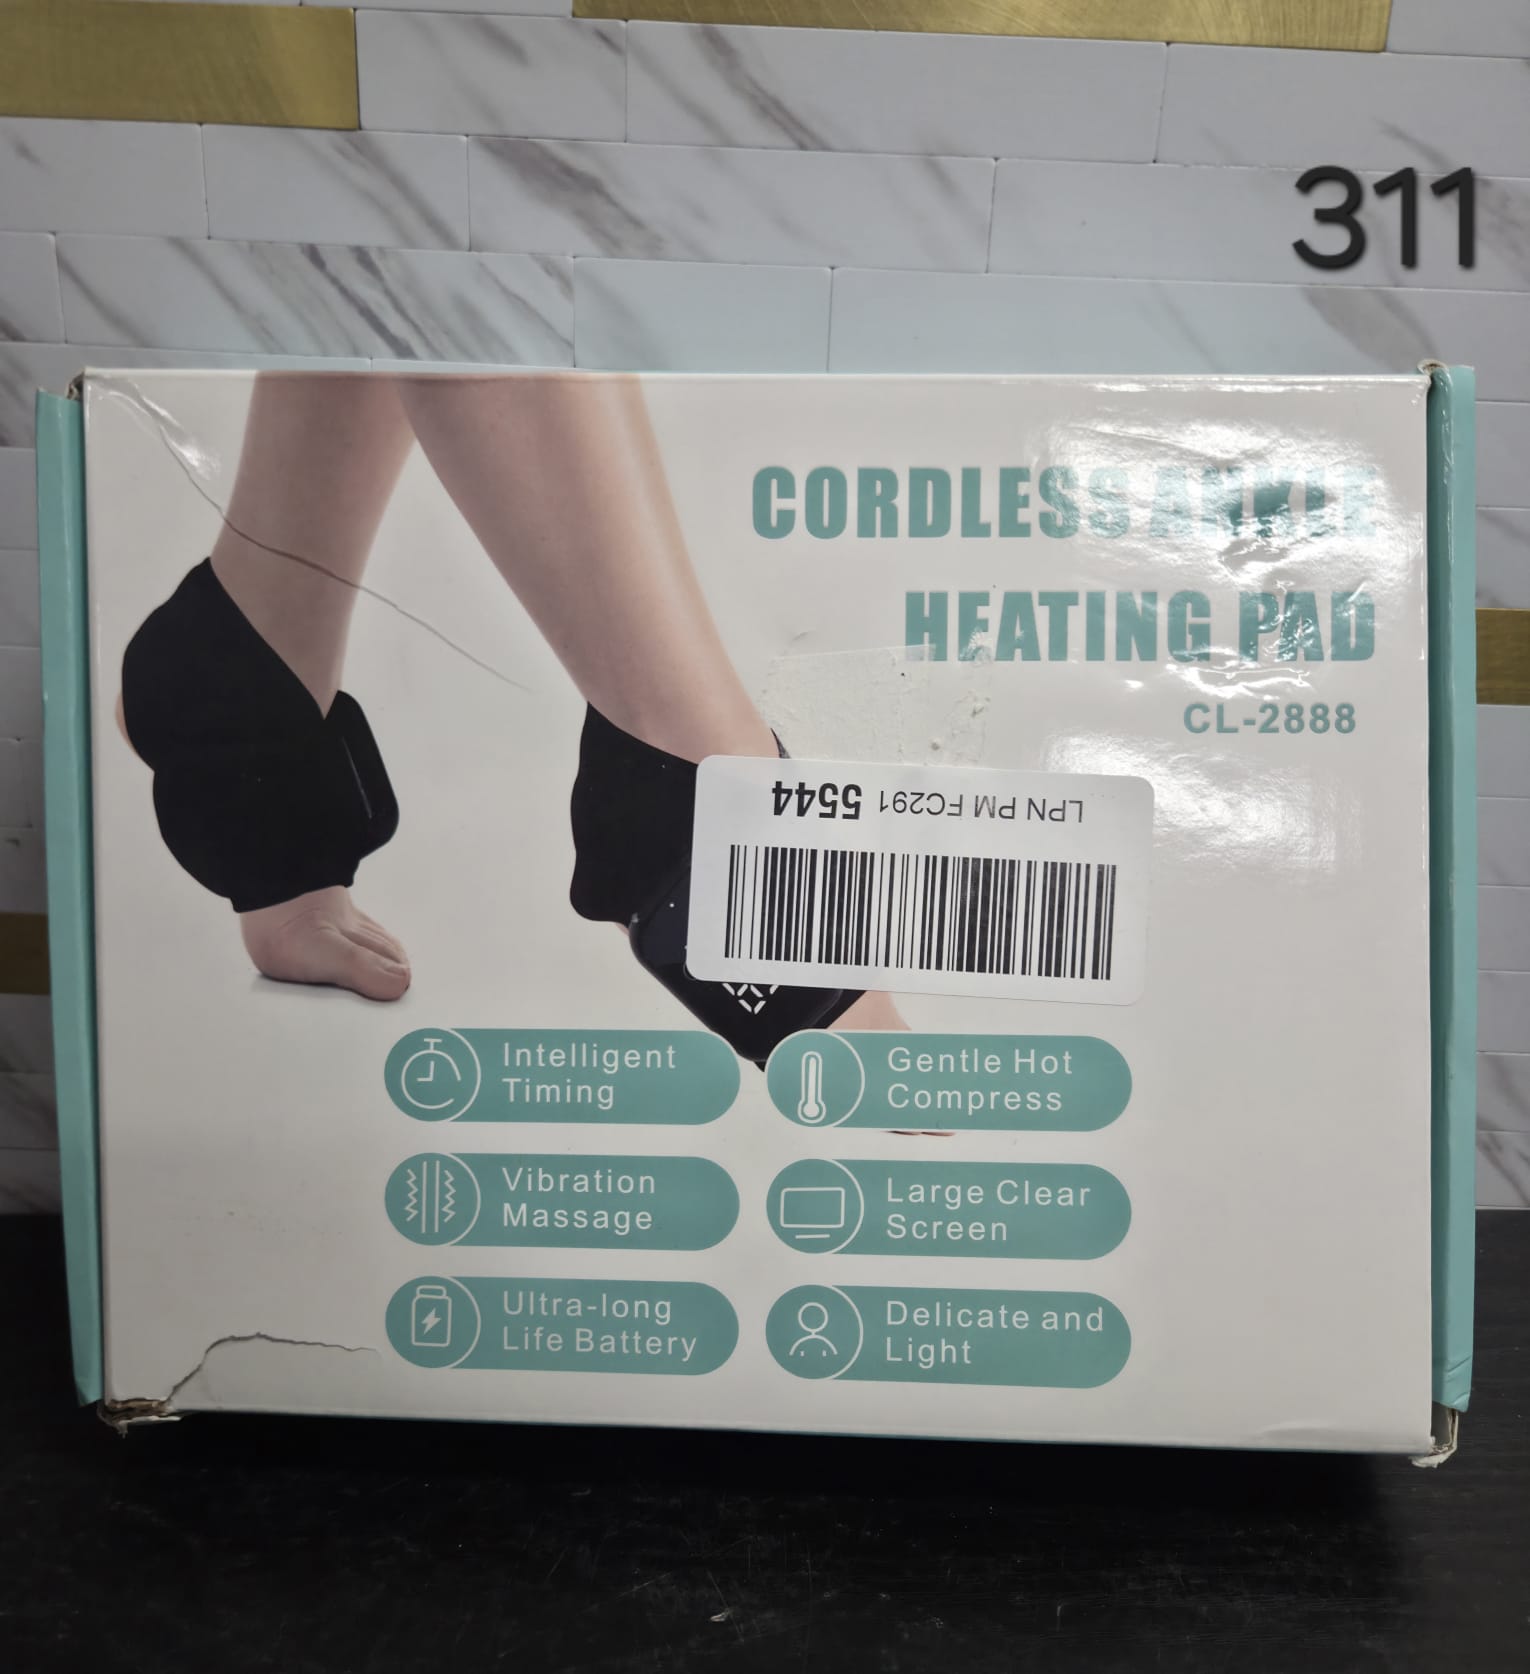 311
CORDLESS ANKLE
HEATING PAD
CL-2888
LPN PM FC291 5544
Intelligent
Timing
Gentle Hot
Compress
Vibration
Massage
Large Clear
Screen
Ultra-long
Life Battery
Delicate and
Light